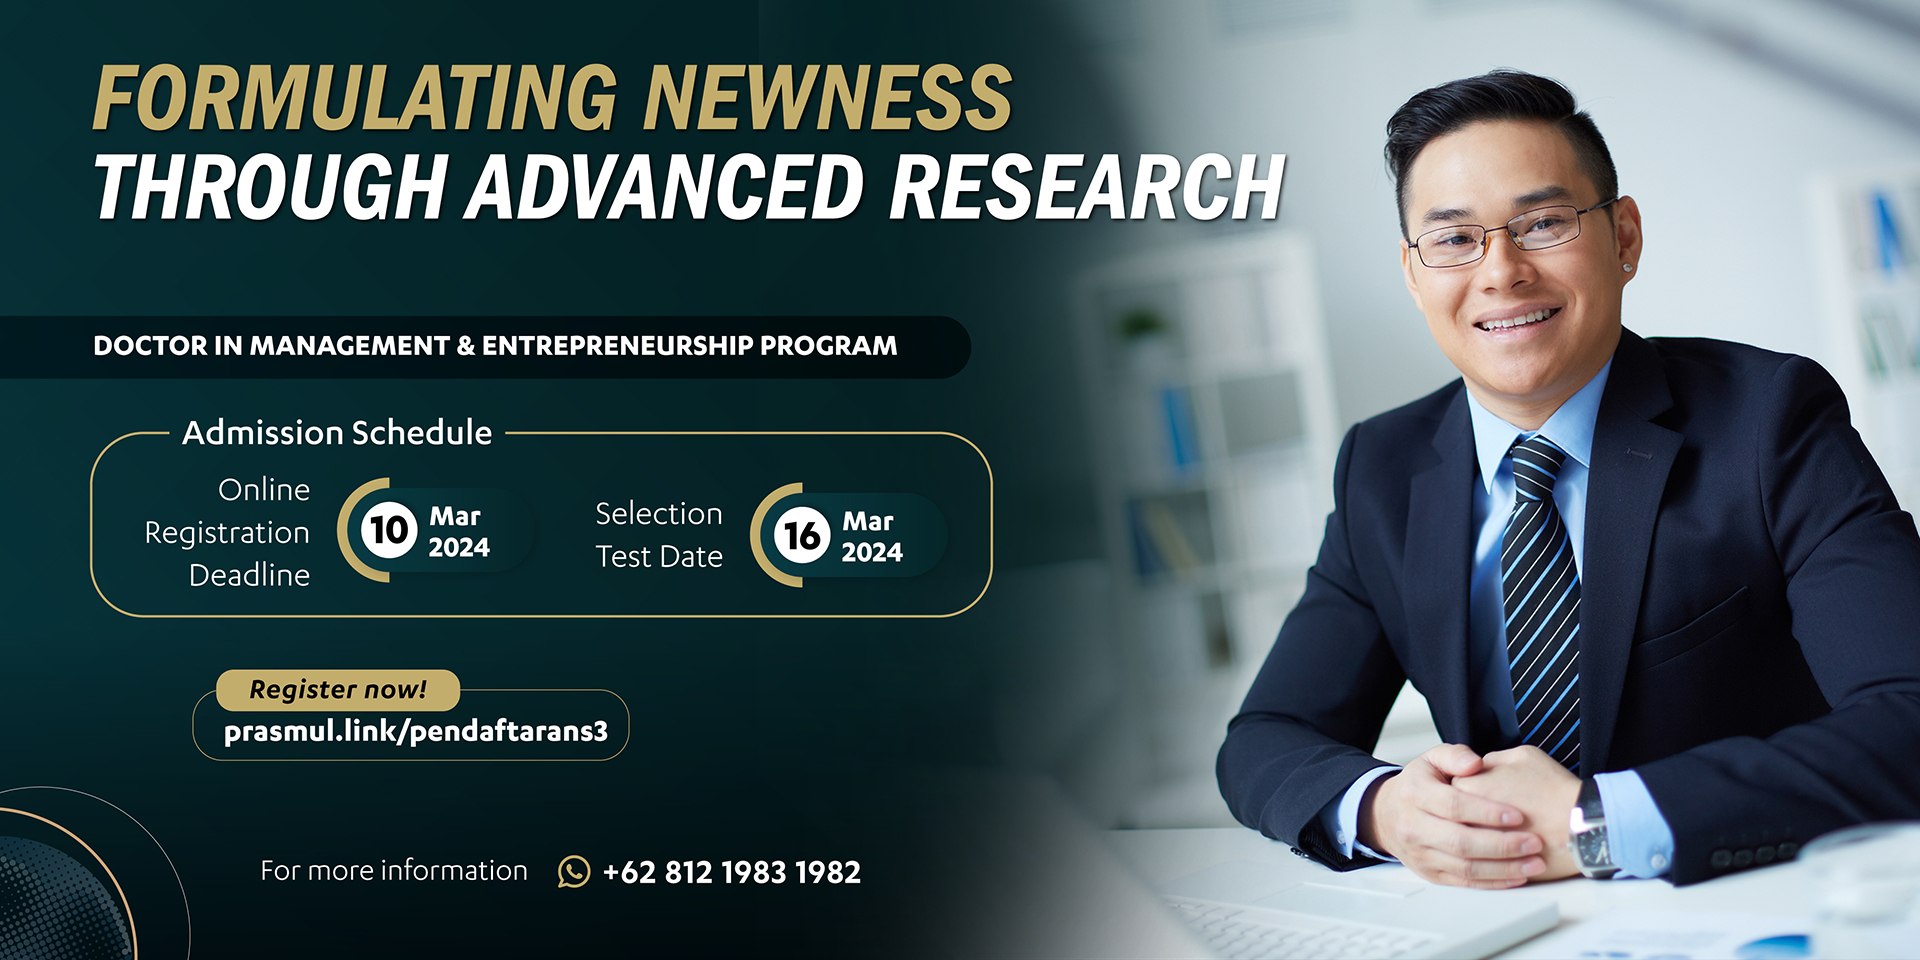 FORMULATING NEWNESS
THROUGH ADVANCED RESEARCH
DOCTOR IN MANAGEMENT & ENTREPRENEURSHIP PROGRAM
Admission Schedule
Online
Registration
Deadline
10
Mar
2024
Selection
Test Date
16
Mar
2024
Register now!
prasmul.link/pendaftarans3
For more information
+62 812 1983 1982